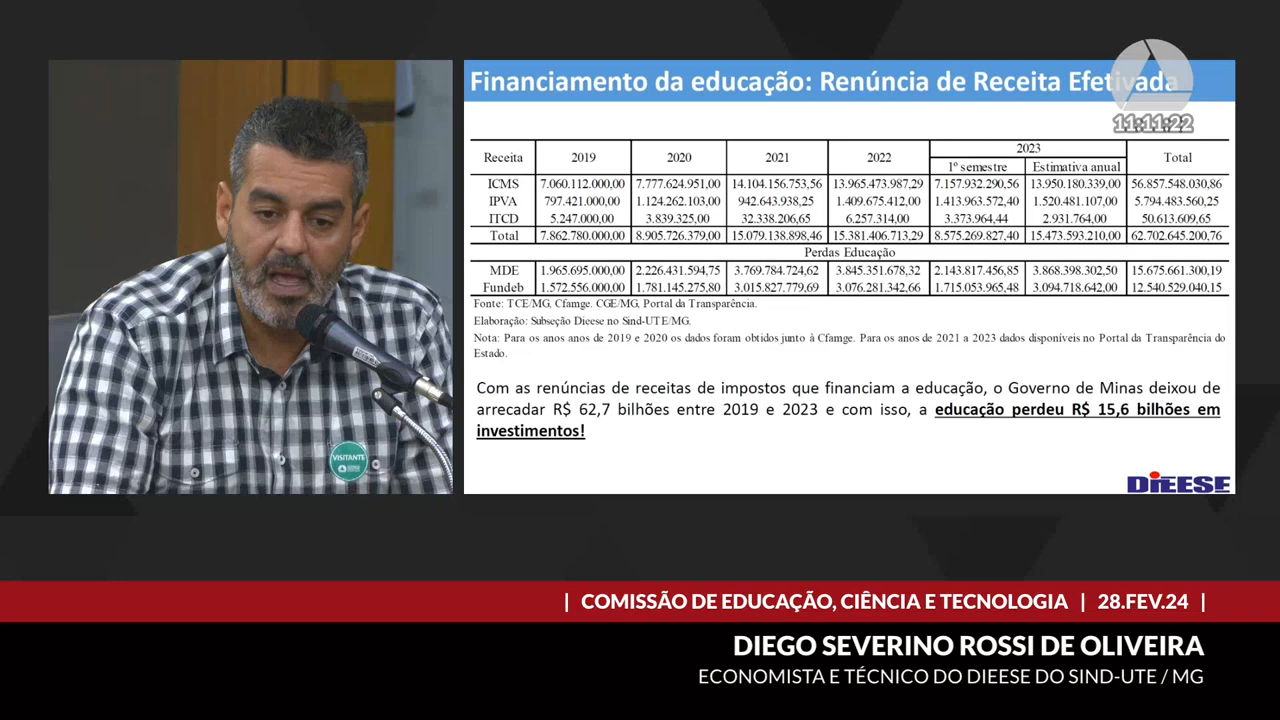 Financiamento da educação: Renúncia de Receita Efetivada
11:11:22
Receita 2019 2020 2021 2022 2023 Total
1º semestre Estimativa anual
ICMS 7.060.112.000,00 7.777.624.951,00 14.104.156.753,56 13.965.473.987,29 7.157.932.290,56 13.950.180.339,00 56.857.548.030,86
IPVA 797.421.000,00 1.124.262.103,00 942.643.938,25 1.409.675.412,00 1.413.963.572,40 1.520.481.107,00 5.794.483.560,25
ITCD 5.247.000,00 3.839.325,00 32.338.206,65 6.257.314,00 3.373.964,44 2.931.764,00 50.613.609,65
Total 7.862.780.000,00 8.905.726.379,00 15.079.138.898,46 15.381.406.713,29 8.575.269.827,40 15.473.593.210,00 62.702.645.200,76
Perdas Educação
MDE 1.965.695.000,00 2.226.431.594,75 3.769.784.724,62 3.845.351.678,32 2.143.817.456,85 3.868.398.302,50 15.675.661.300,19
Fundeb 1.572.556.000,00 1.781.145.275,80 3.015.827.779,69 3.076.281.342,66 1.715.053.965,48 3.094.718.642,00 12.540.529.040,15
Fonte: TCE/MG, Cfamge. CGE/MG, Portal da Transparência.
Elaboração: Subseção Dieese no Sind-UTE/MG.
Nota: Para os anos anos de 2019 e 2020 os dados foram obtidos junto à Cfamge. Para os anos de 2021 a 2023 dados disponíveis no Portal da Transparência do
Estado.
Com as renúncias de receitas de impostos que financiam a educação, o Governo de Minas deixou de
arrecadar R$ 62,7 bilhões entre 2019 e 2023 e com isso, a educação perdeu R$ 15,6 bilhões em
investimentos!
DIEESE
VISITANTE
| COMISSÃO DE EDUCAÇÃO, CIÊNCIA E TECNOLOGIA | 28.FEV.24 |
DIEGO SEVERINO ROSSI DE OLIVEIRA
ECONOMISTA E TÉCNICO DO DIEESE DO SIND-UTE / MG